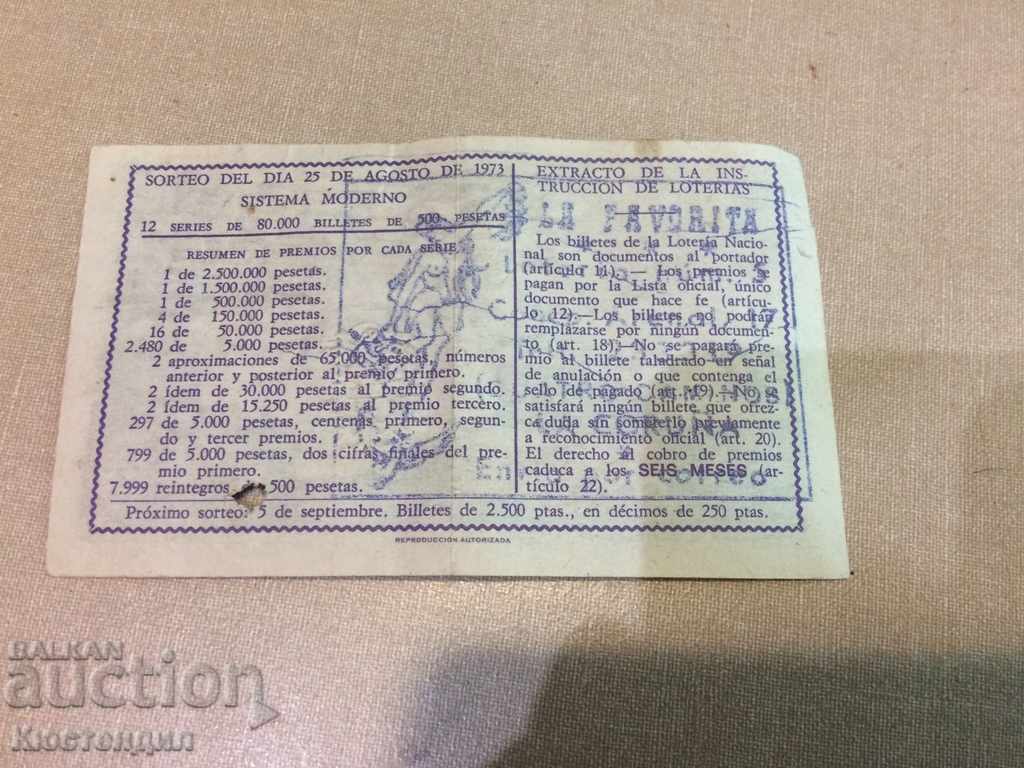 SORTEO DEL DIA 25 DE AGOSTO DE 1973
SISTEMA MODERNO
12 SERIES DE 80.000 BILLETES DE 500 PESETAS
RESUMEN DE PREMIOS POR CADA SERIE
1 de 2.500.000 pesetas.
1 de 1.500.000 pesetas.
1 de 500.000 pesetas.
4 de 150.000 pesetas.
16 de 50.000 pesetas.
2.480 de 5.000 pesetas.
2 aproximaciones de 65.000 pesetas, números
anterior y posterior al premio primero.
2 ídem de 30.000 pesetas al premio segundo.
2 ídem de 15.250 pesetas al premio tercero.
297 de 5.000 pesetas, centenas primero, segun-
do y tercer premios.
799 de 5.000 pesetas, dos cifras finales del pre-
mio primero.
7.999 reintegros 500 pesetas.
EXTRACTO DE LA INS-
TRUCCION DE LOTERIAS
LA FAVORITA
Los billetes de la Lotería Nacio-
nal son documentos al portador
(artículo 11). — Los premios se
pagan por la Lista oficial, único
documento que hace fe (artícu-
lo 12).—Los billetes no podrán
remplazarse por ningún documen-
to (art. 18).—No se pagará pre-
mio al billete taladrado en señal
de anulación o que contenga el
sello de pagado (art. 19).—No se
satisfará ningún billete que ofrez-
ca duda sin someterlo previamente
a reconocimiento oficial (art. 20).
El derecho al cobro de premios
caduca a los SEIS MESES (ar-
tículo 22).
Próximo sorteo: 5 de septiembre. Billetes de 2.500 ptas., en décimos de 250 ptas.
REPRODUCCION AUTORIZADA
BALKAN
auction
Кюстендил